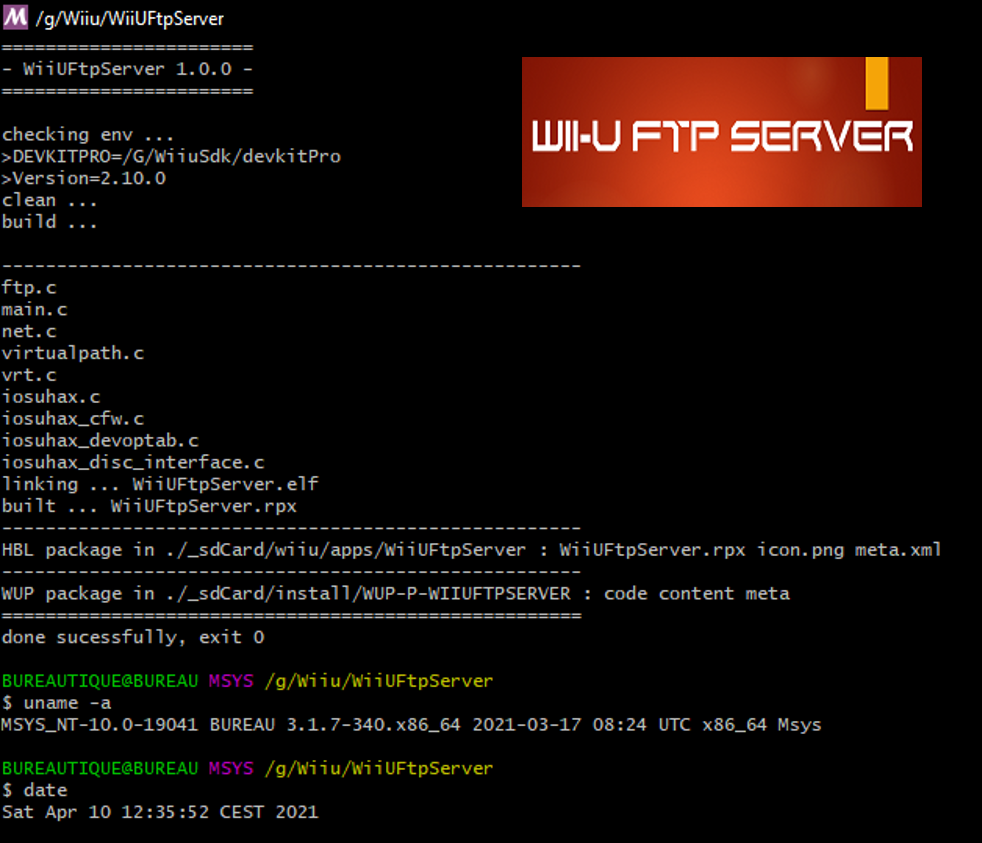 /g/Wiiu/WiiUFtpServer
=======================
- WiiUFtpServer 1.0.0 -
=======================
WII-U FTP SERVER
checking env ...
>DEVKITPRO=/G/WiiuSdk/devkitPro
>Version=2.10.0
clean ...
build ...
-----------------------------------------------------
ftp.c
main.c
net.c
virtualpath.c
vrt.c
iosuhax.c
iosuhax_cfw.c
iosuhax_devoptab.c
iosuhax_disc_interface.c
linking ... WiiUFtpServer.elf
built ... WiiUFtpServer.rpx
-----------------------------------------------------
HBL package in ./_sdCard/wiiu/apps/WiiUFtpServer : WiiUFtpServer.rpx icon.png meta.xml
-----------------------------------------------------
WUP package in ./_sdCard/install/WUP-P-WIIUFTPSERVER : code content meta
=====================================================
done sucessfully, exit 0
BUREAUTIQUE@BUREAU MSYS /g/Wiiu/WiiUFtpServer
$ uname -a
MSYS_NT-10.0-19041 BUREAU 3.1.7-340.x86_64 2021-03-17 08:24 UTC x86_64 Msys
BUREAUTIQUE@BUREAU MSYS /g/Wiiu/WiiUFtpServer
$ date
Sat Apr 10 12:35:52 CEST 2021